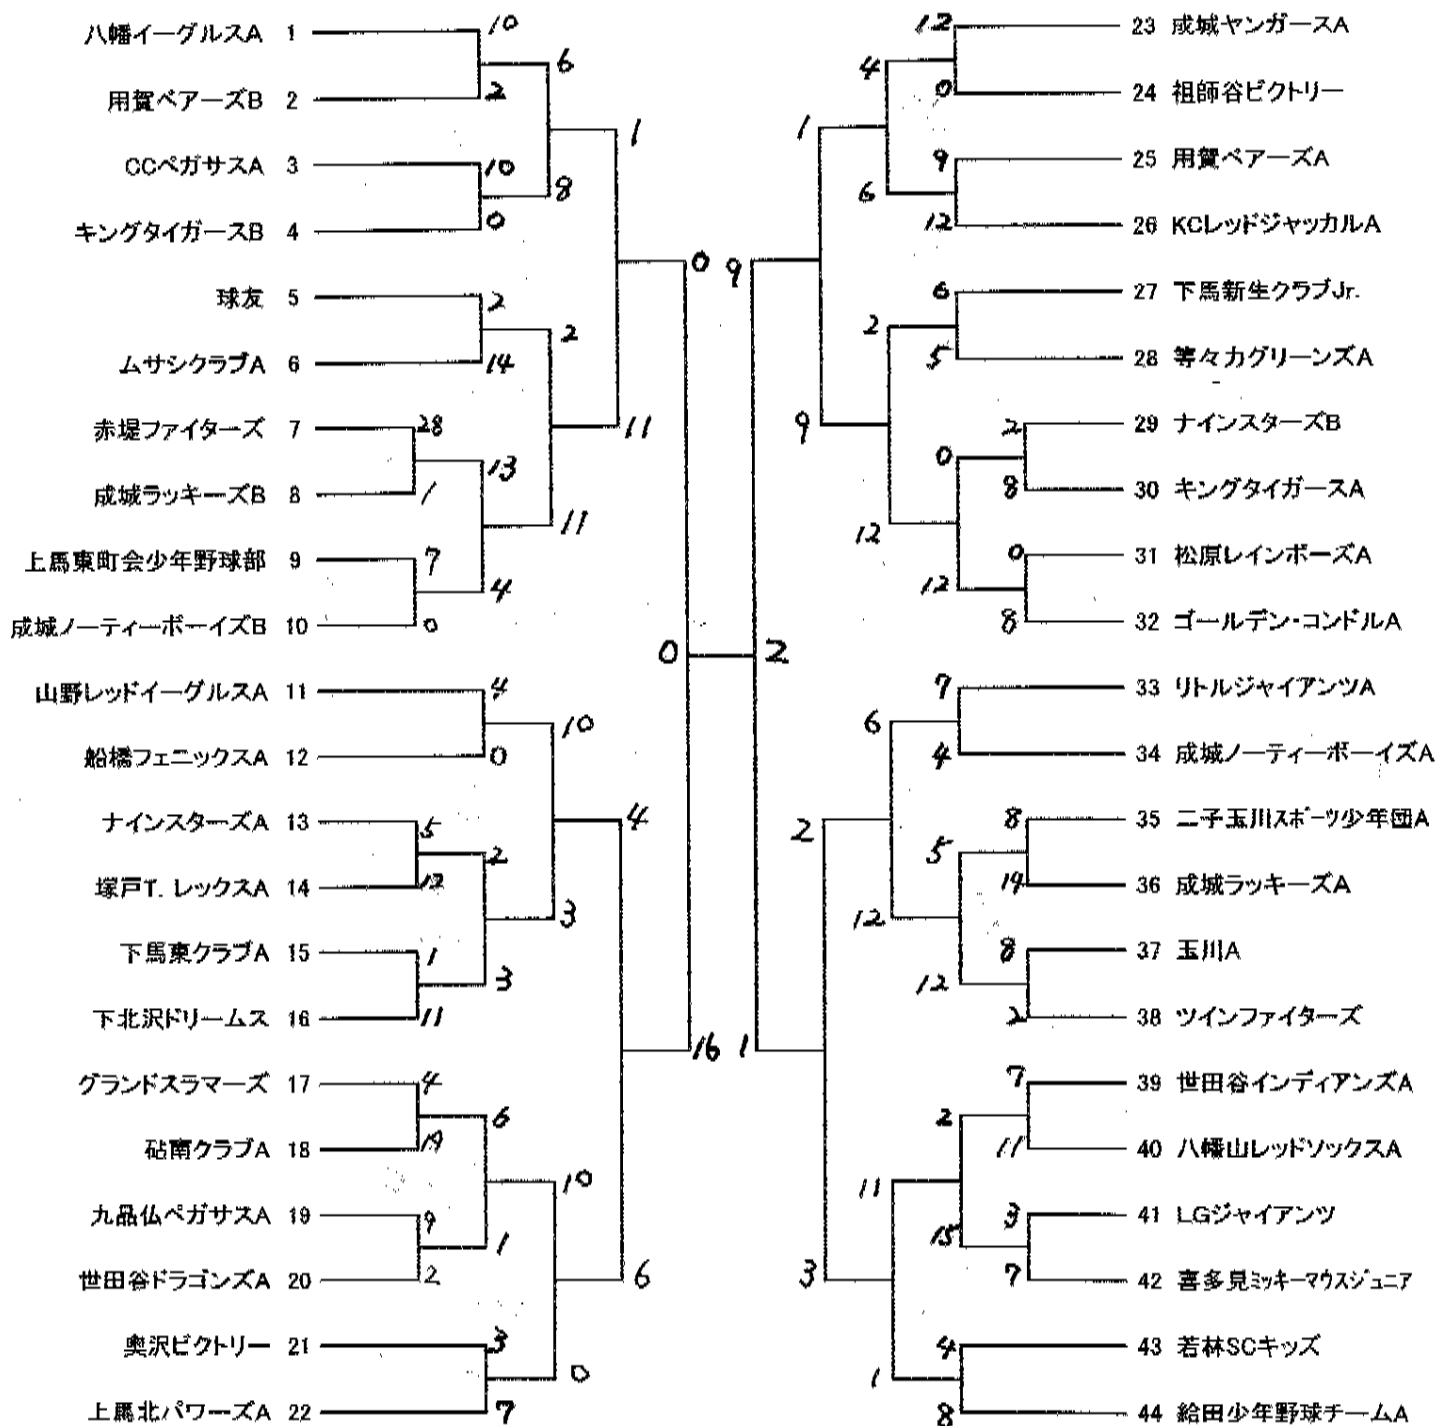 八幡イーグルスA 1 10
6
用賀ベアーズB 2 2
1
CCペガサスA 3 10
8
キングタイガースB 4 0
0
球友 5 2
2
ムサシクラブA 6 14
赤堤ファイターズ 7 28
11
13
成城ラッキーズB 8 1
11
上馬東町会少年野球部 9 7
4
成城ノーティーボーイズB 10 0
0
山野レッドイーグルスA 11 4
10
船橋フェニックスA 12 0
ナインスターズA 13 5
4
2
塚戸T.レックスA 14 12
3
下馬東クラブA 15 1
3
下北沢ドリームス 16 11
16
グランドスラマーズ 17 4
6
砧南クラブA 18 19
10
九品仏ペガサスA 19 9
1
世田谷ドラゴンズA 20 2
6
奥沢ビクトリー 21 3
0
上馬北パワーズA 22 7
12 23 成城ヤンガースA
4
0 24 祖師谷ビクトリー
1
9 25 用賀ベアーズA
6
12 26 KCレッドジャッカルA
9
6 27 下馬新生クラブJr.
2
5 28 等々力グリーンズA
9
2 29 ナインスターズB
0
8 30 キングタイガースA
12
0 31 松原レインボーズA
12
8 32 ゴールデン・コンドルA
2
7 33 リトルジャイアンツA
6
4 34 成城ノーティーボーイズA
2
8 35 二子玉川スポーツ少年団A
5
19 36 成城ラッキーズA
12
8 37 玉川A
12
2 38 ツインファイターズ
1
7 39 世田谷インディアンズA
2
11 40 八幡山レッドソックスA
11
3 41 LGジャイアンツ
15
7 42 喜多見ミッキーマウスジュニア
3
4 43 若林SCキッズ
1
8 44 給田少年野球チームA